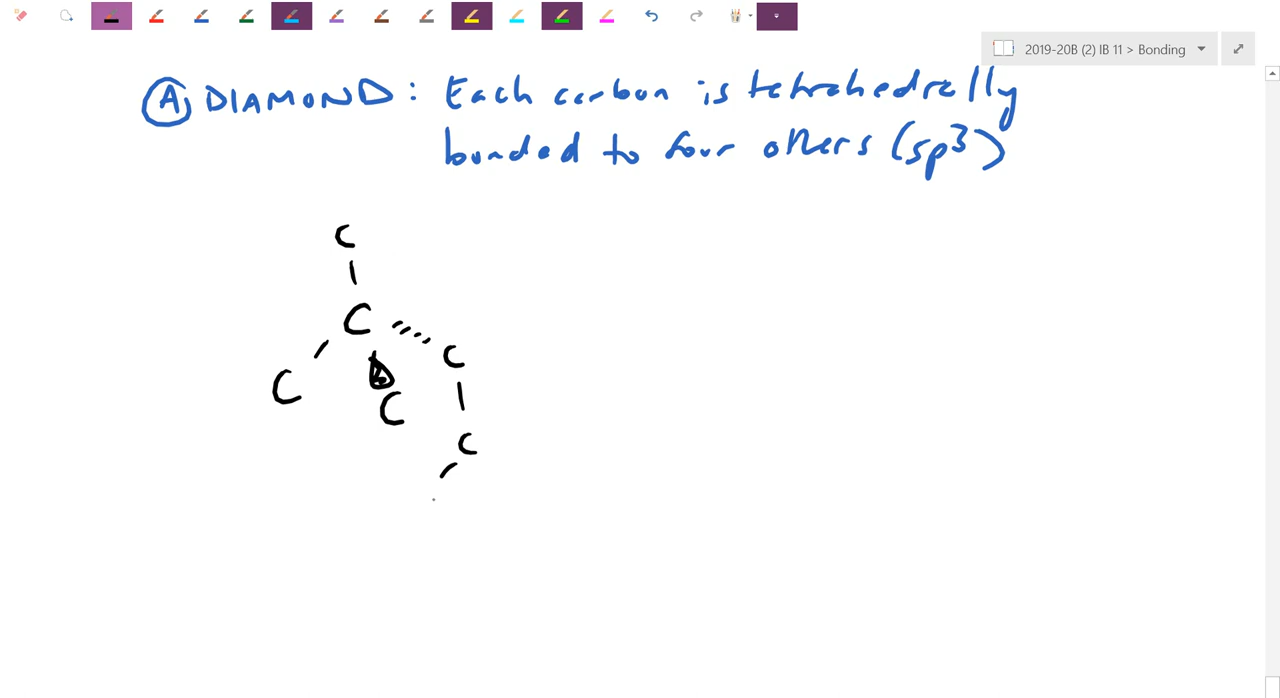 2019-20B (2) IB 11 > Bonding
A DIAMOND: Each carbon is tetrahedrally
bonded to four others (sp3)
C
C
C
C
C
C